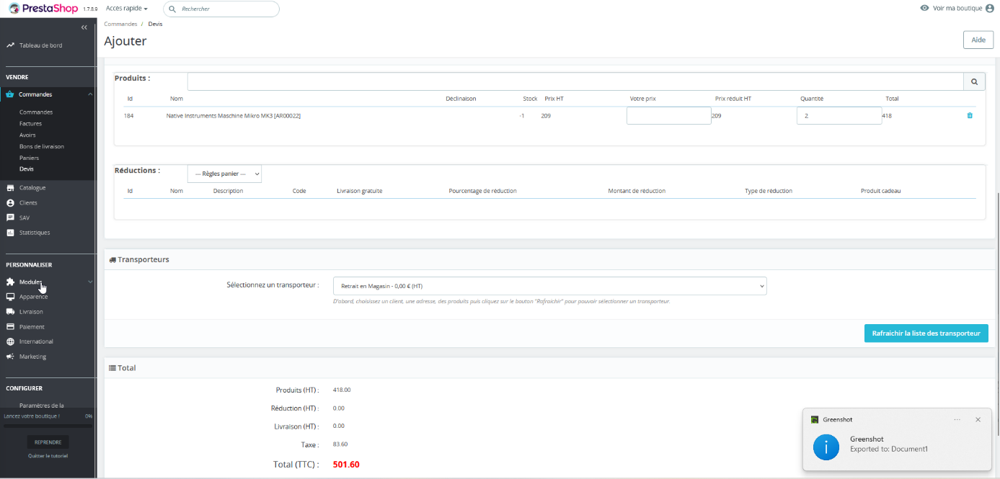 PrestaShop 1.7.8.9 Accès rapide Rechercher Voir ma boutique
Commandes / Devis
Ajouter
Aide
Tableau de bord
VENDRE
Commandes
Commandes
Factures
Avoirs
Bons de livraison
Paniers
Devis
Catalogue
Clients
SAV
Statistiques
PERSONNALISER
Modules
Apparence
Livraison
Paiement
International
Marketing
CONFIGURER
Paramètres de la
Lancez votre boutique ! 0%
REPRENDRE
Quitter le tutoriel
Produits :
Id Nom Déclinaison Stock Prix HT Votre prix Prix réduit HT Quantité Total
184 Native Instruments Maschine Mikro MK3 [AR00022] -1 209 209 2 418
Réductions : --- Règles panier ---
Id Nom Description Code Livraison gratuite Pourcentage de réduction Montant de réduction Type de réduction Produit cadeau
Transporteurs
Sélectionnez un transporteur : Retrait en Magasin - 0,00 € (HT)
D'abord, choisissez un client, une adresse, des produits puis cliquez sur le bouton "Rafraichir" pour pouvoir sélectionner un transporteur.
Rafraichir la liste des transporteur
Total
Produits (HT) : 418.00
Réduction (HT) : 0.00
Livraison (HT) : 0.00
Taxe : 83.60
Total (TTC) : 501.60
Greenshot
Greenshot
Exported to: Document1